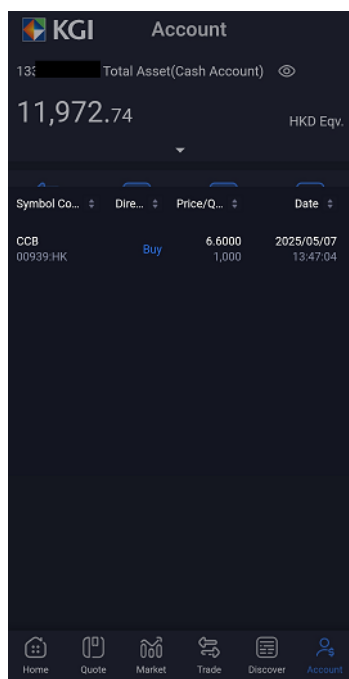 KGI Account
133 Total Asset(Cash Account)
11,972.74 HKD Eqv.
Symbol Co... Dire... Price/Q... Date
CCB Buy 6.6000 2025/05/07
00939:HK 1,000 13:47:04
Home Quote Market Trade Discover Account